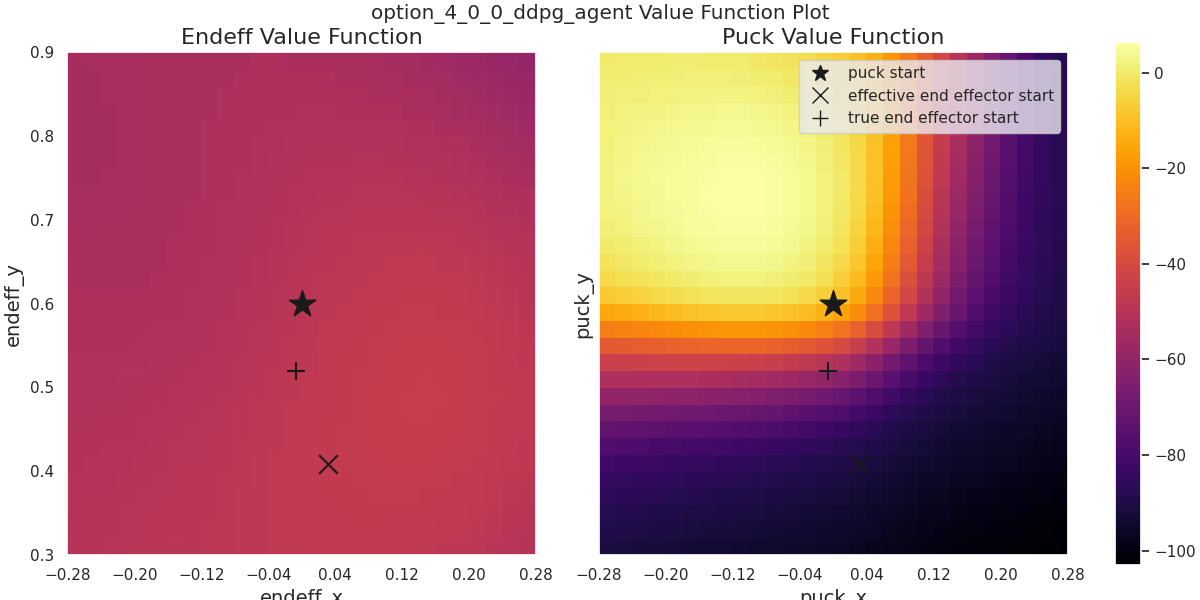 option_4_0_0_ddpg_agent Value Function Plot
Endeff Value Function
endeff_y
0.9
0.8
0.7
0.6
0.5
0.4
0.3
−0.28 −0.20 −0.12 −0.04 0.04 0.12 0.20 0.28
endeff_x
Puck Value Function
puck start
effective end effector start
true end effector start
puck_y
−0.28 −0.20 −0.12 −0.04 0.04 0.12 0.20 0.28
puck_x
0
−20
−40
−60
−80
−100